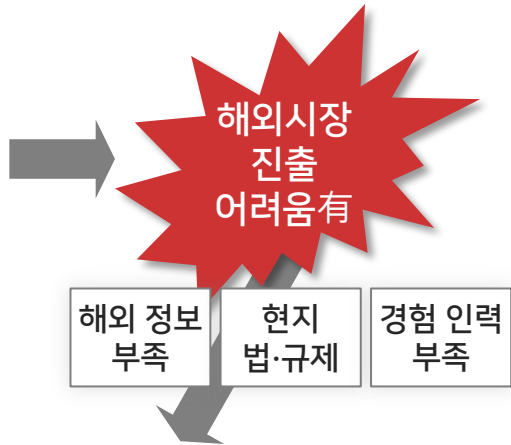 해외시장
진출
어려움有
해외 정보
부족
현지
법·규제
경험 인력
부족